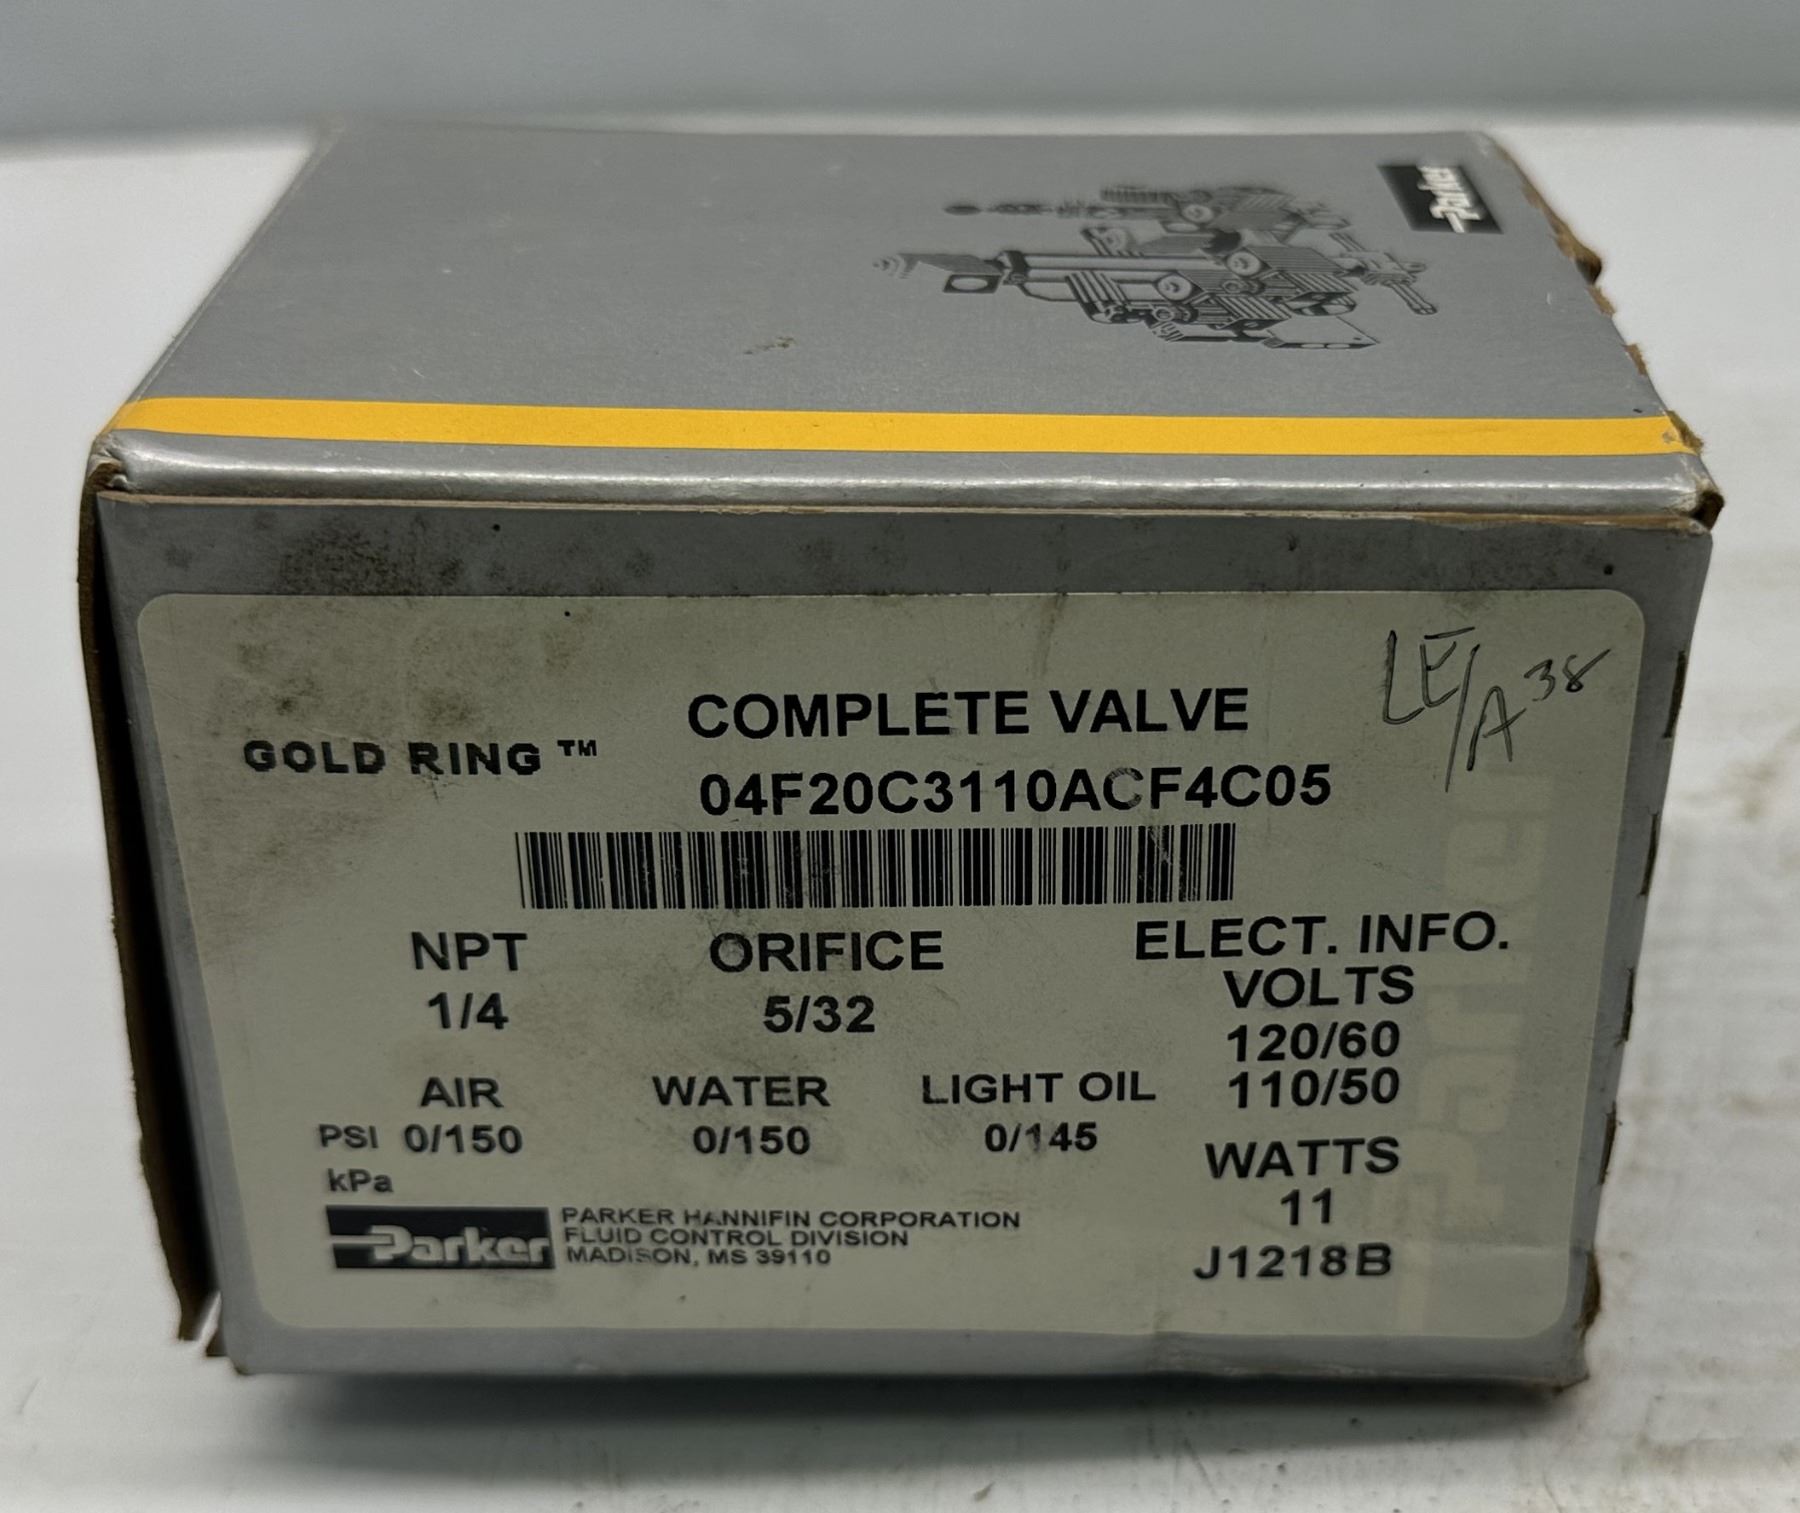 Parker
LE/A 38
COMPLETE VALVE
GOLD RING ™
04F20C3110ACF4C05
NPT ORIFICE ELECT. INFO.
1/4 5/32 VOLTS
120/60
AIR WATER LIGHT OIL 110/50
PSI 0/150 0/150 0/145 WATTS
kPa 11
Parker PARKER HANNIFIN CORPORATION
FLUID CONTROL DIVISION
MADISON, MS 39110
J1218B
Parker